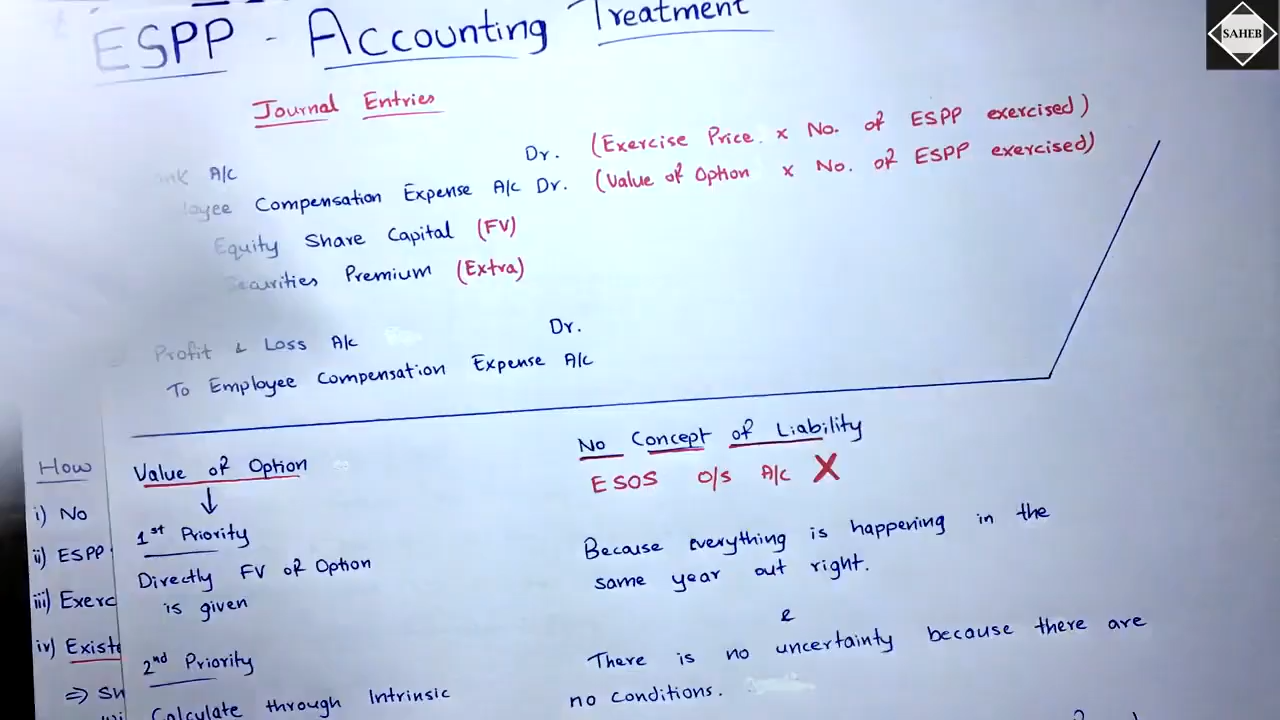 ESPP - Accounting Treatment
SAHEB
Journal Entries
A/c Dr. (Exercise Price. x No. of ESPP exercised)
Compensation Expense A/c Dr. (Value of Option x No. of ESPP exercised)
Equity Share Capital (FV)
Securities Premium (Extra)
Profit & Loss A/c Dr.
To Employee Compensation Expense A/c
How
i) No
ii) ESPP
iii)
iv)
⇒
Value of Option
↓
1st Priority
Directly FV of Option
is given
2nd Priority
Calculate through Intrinsic
No Concept of Liability
ESOS O/S A/c X
Because everything is happening in the
same year out right.
&
There is no uncertainty because there are
no conditions.